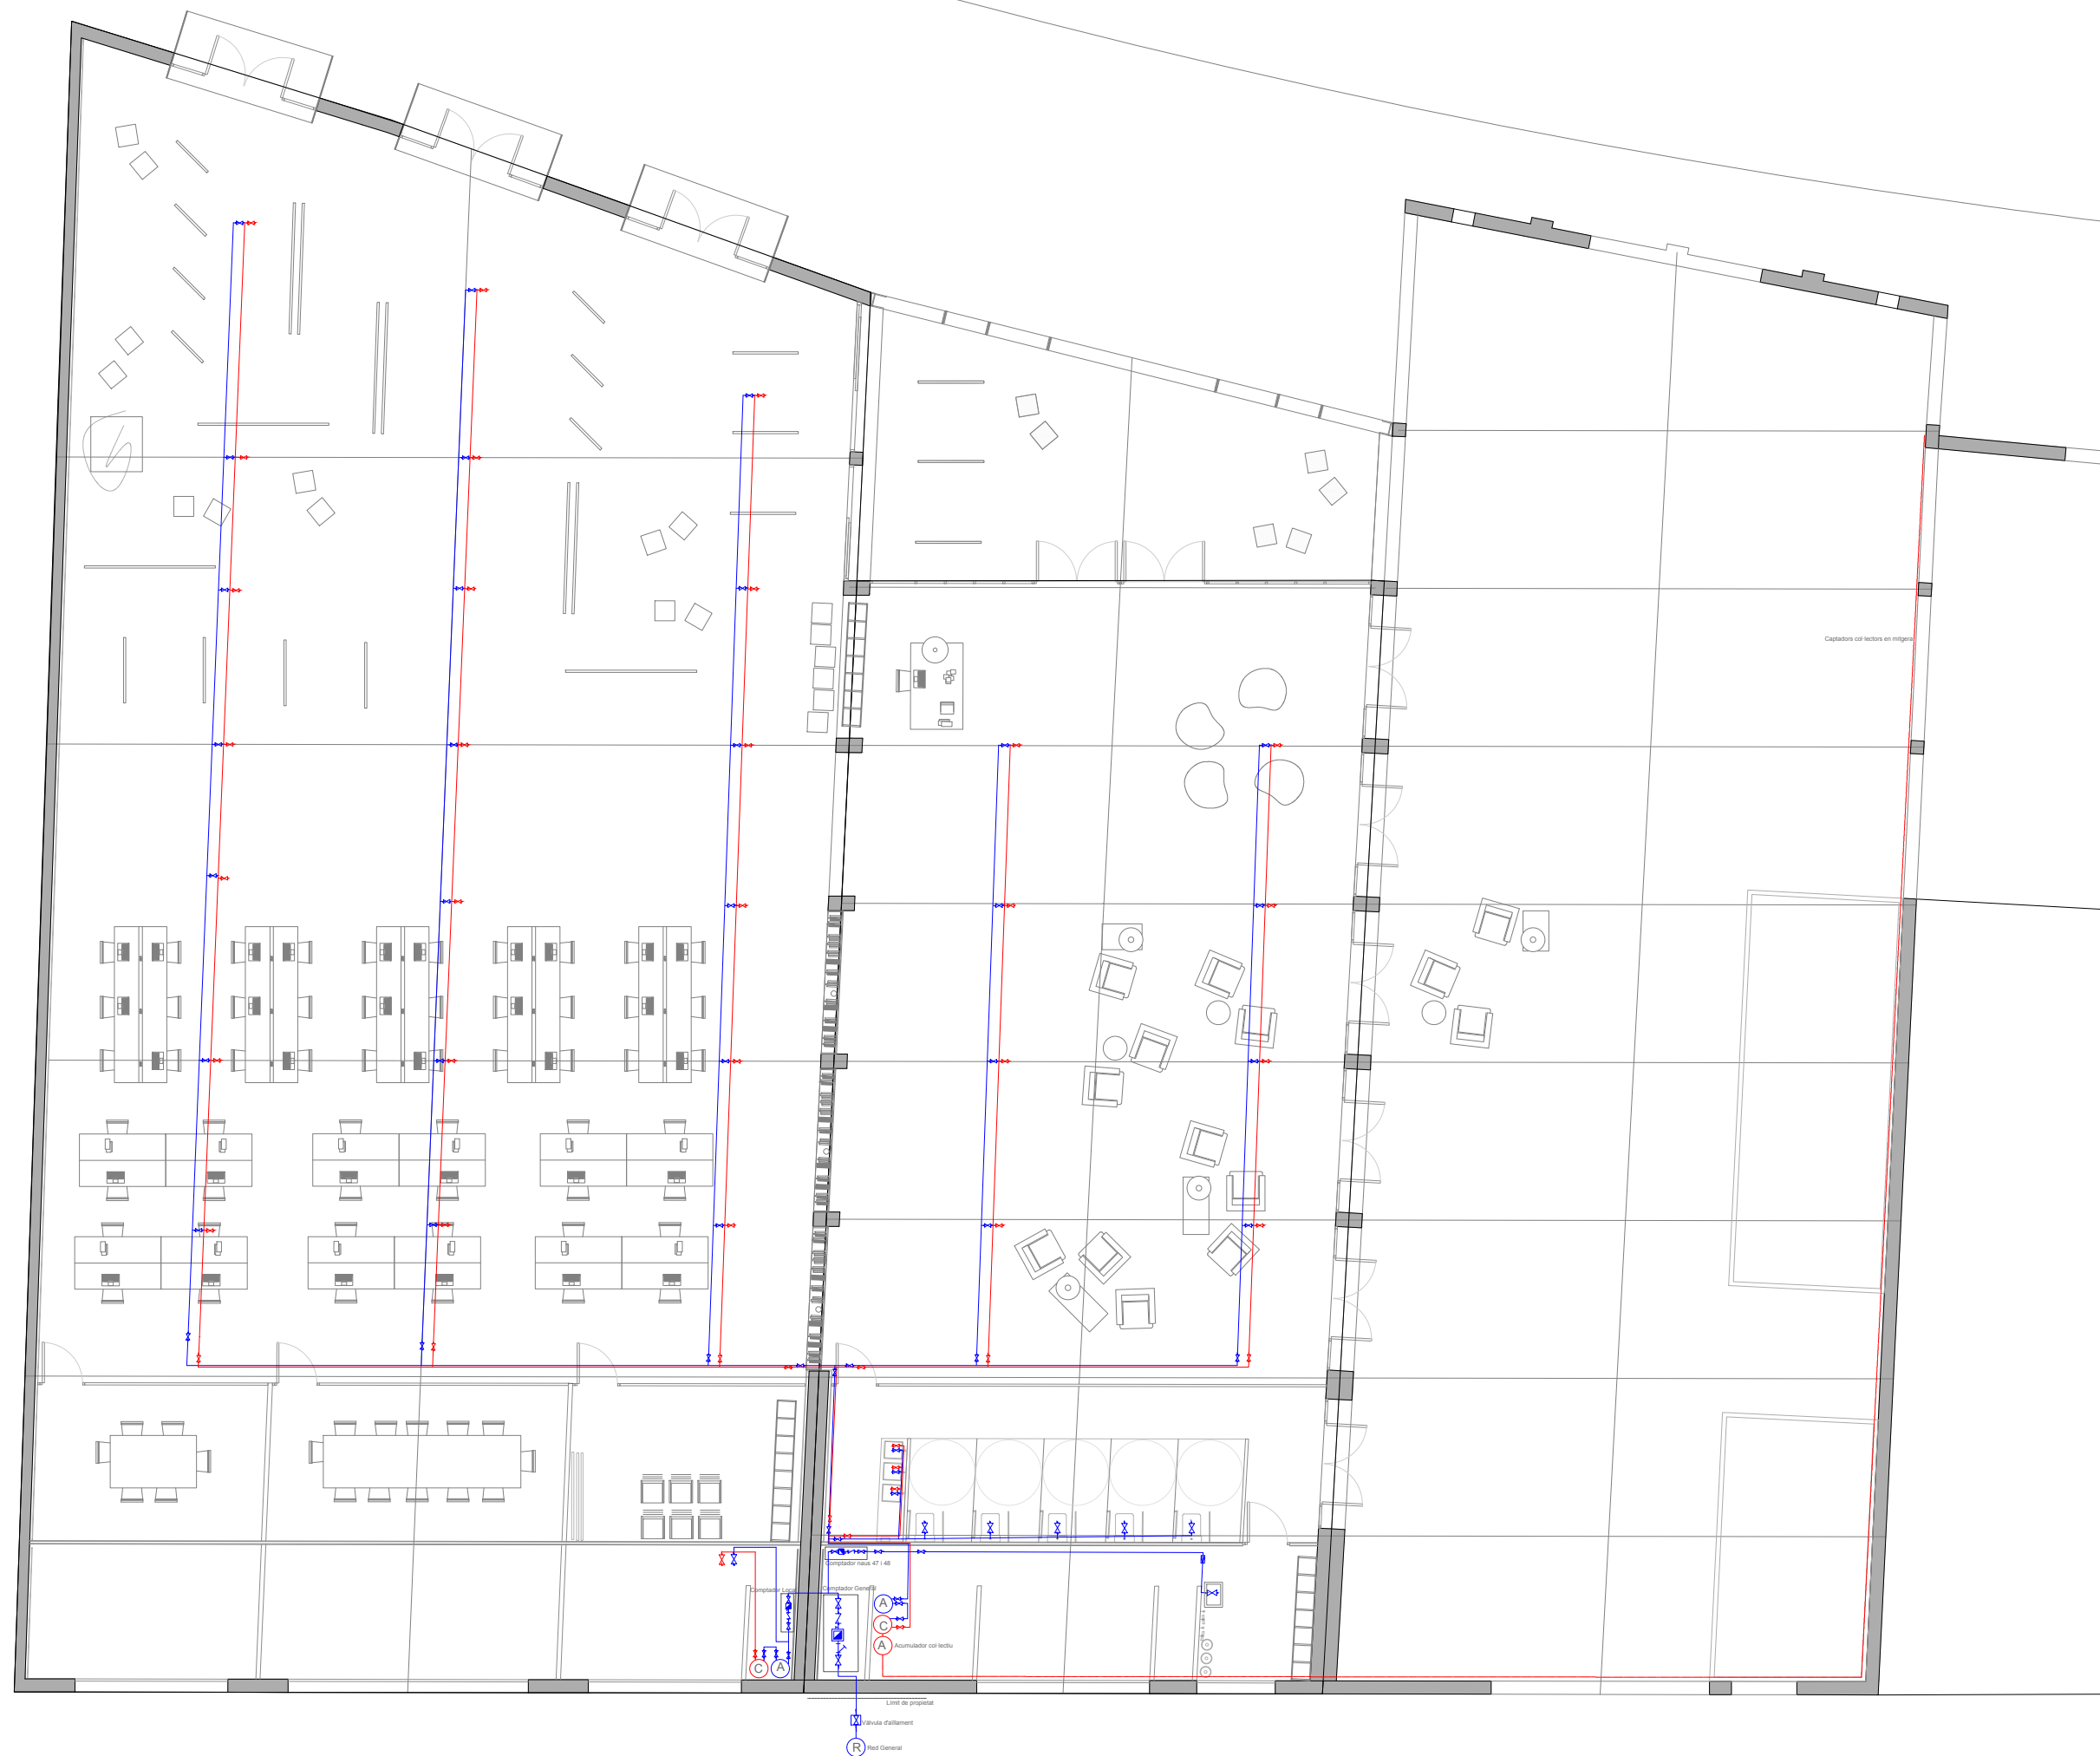 Captadors col·lectors en mitgera
Comptador naus 47 i 48
Comptador Local
Comptador General
A
C
A
Acumulador col·lectiu
C
A
Límit de propietat
Vàlvula d'aïllament
R
Red General